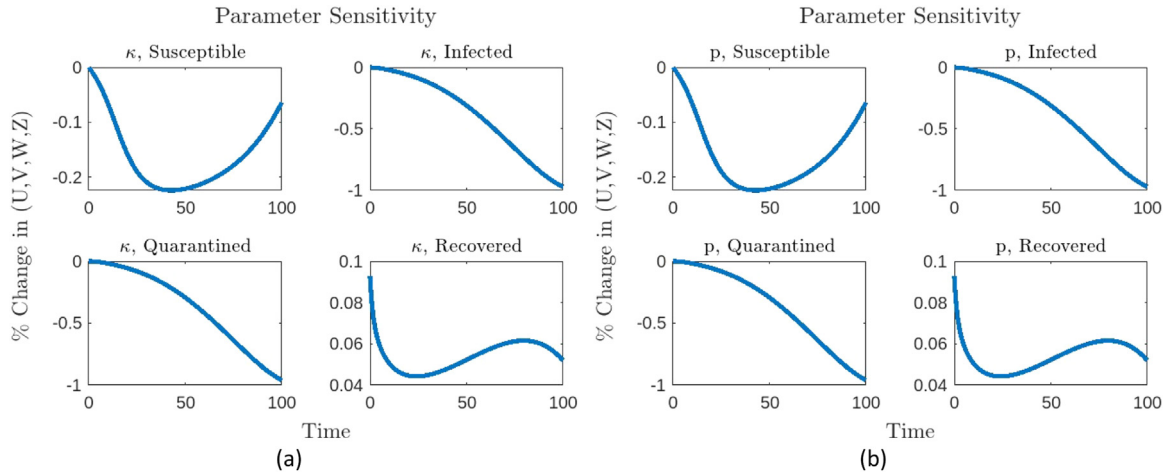 Parameter Sensitivity
% Change in (U,V,W,Z)
κ, Susceptible
0
-0.1
-0.2
0 50 100
κ, Infected
0
-0.5
-1
0 50 100
κ, Quarantined
0
-0.5
-1
0 50 100
κ, Recovered
0.1
0.08
0.06
0.04
0 50 100
Time
(a)
Parameter Sensitivity
% Change in (U,V,W,Z)
p, Susceptible
0
-0.1
-0.2
0 50 100
p, Infected
0
-0.5
-1
0 50 100
p, Quarantined
0
-0.5
-1
0 50 100
p, Recovered
0.1
0.08
0.06
0.04
0 50 100
Time
(b)